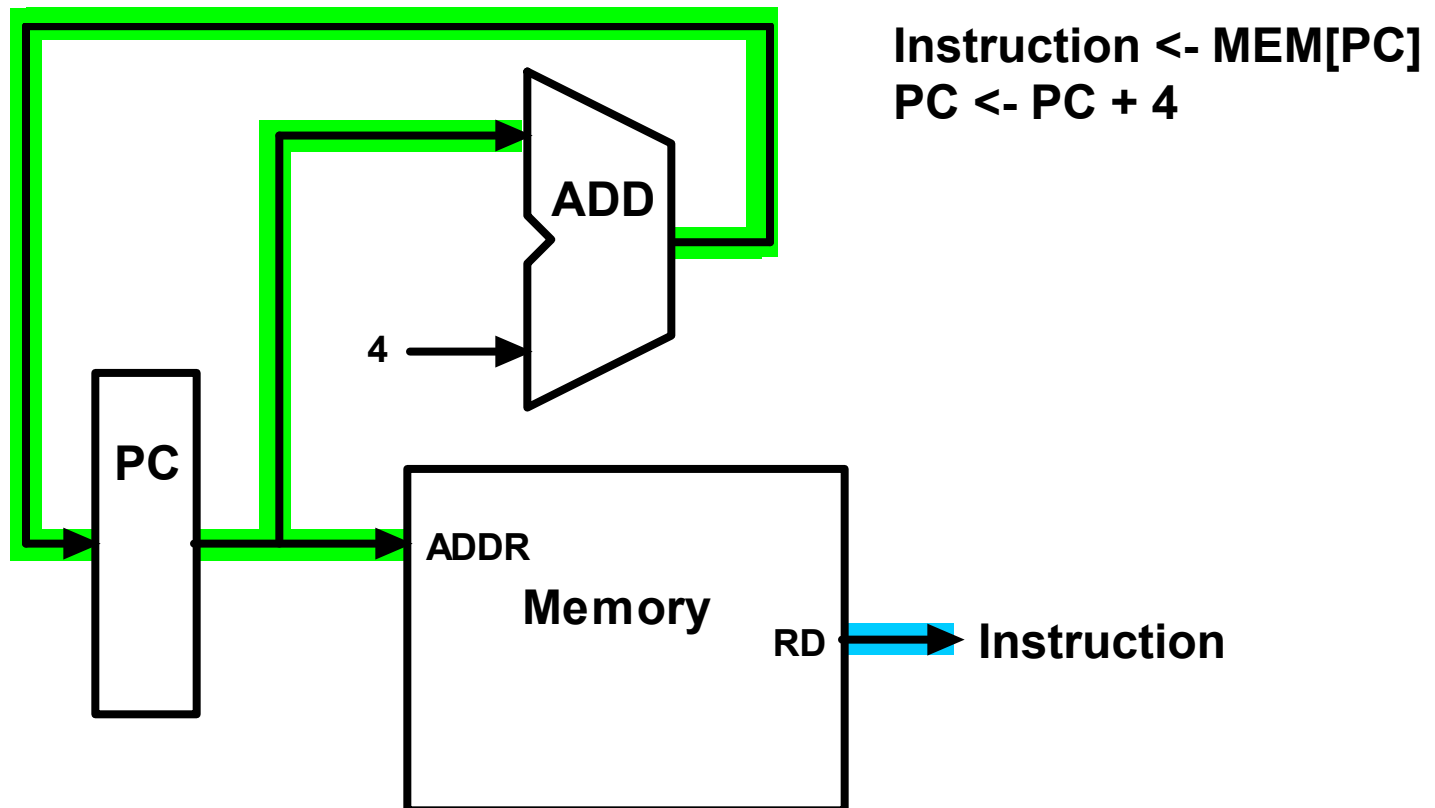 Instruction <- MEM[PC]
PC <- PC + 4
ADD
4
PC
ADDR
Memory
RD
Instruction